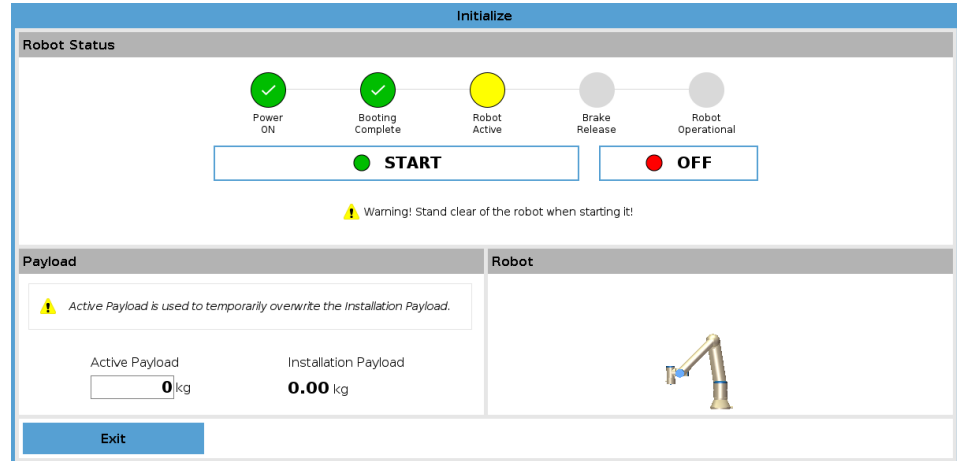 Initialize
Robot Status
Power
ON
Booting
Complete
Robot
Active
Brake
Release
Robot
Operational
START
OFF
Warning! Stand clear of the robot when starting it!
Payload
Robot
Active Payload is used to temporarily overwrite the Installation Payload.
Active Payload
Installation Payload
0 kg
0.00 kg
Exit